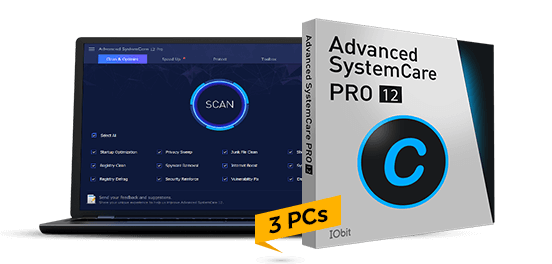 Advanced SystemCare 12 Pro
Clean & Optimize
Speed Up
Protect
Toolbox
SCAN
Select All
Startup Optimization
Privacy Sweep
Junk File Clean
Registry Clean
Spyware Removal
Internet Boost
Registry Defrag
Security Reinforce
Vulnerability Fix
Send your feedback and suggestions.
3 PCs
Advanced SystemCare PRO 12
Advanced
SystemCare
PRO 12
C
IObit